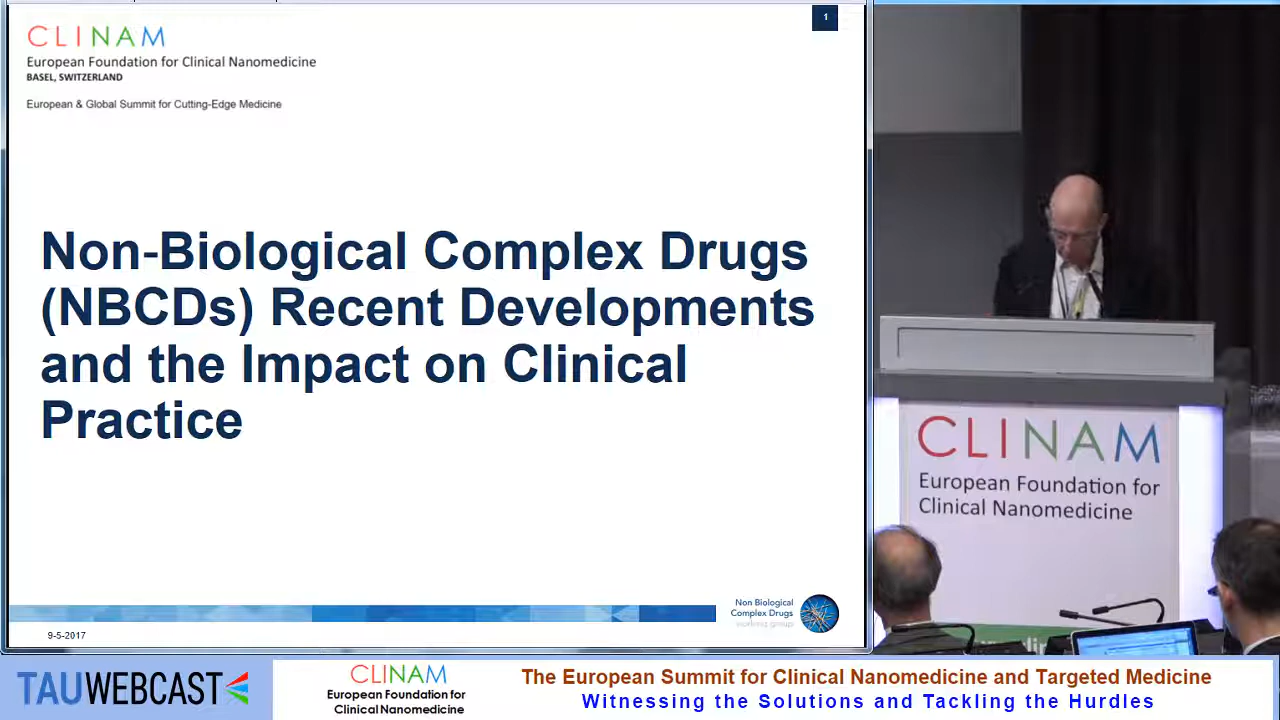 CLINAM
European Foundation for Clinical Nanomedicine
BASEL, SWITZERLAND
European & Global Summit for Cutting-Edge Medicine
1
Non-Biological Complex Drugs
(NBCDs) Recent Developments
and the Impact on Clinical
Practice
Non Biological
Complex Drugs
working group
9-5-2017
CLINAM
European Foundation for
Clinical Nanomedicine
TAUWEBCAST
CLINAM
European Foundation for
Clinical Nanomedicine
The European Summit for Clinical Nanomedicine and Targeted Medicine
Witnessing the Solutions and Tackling the Hurdles